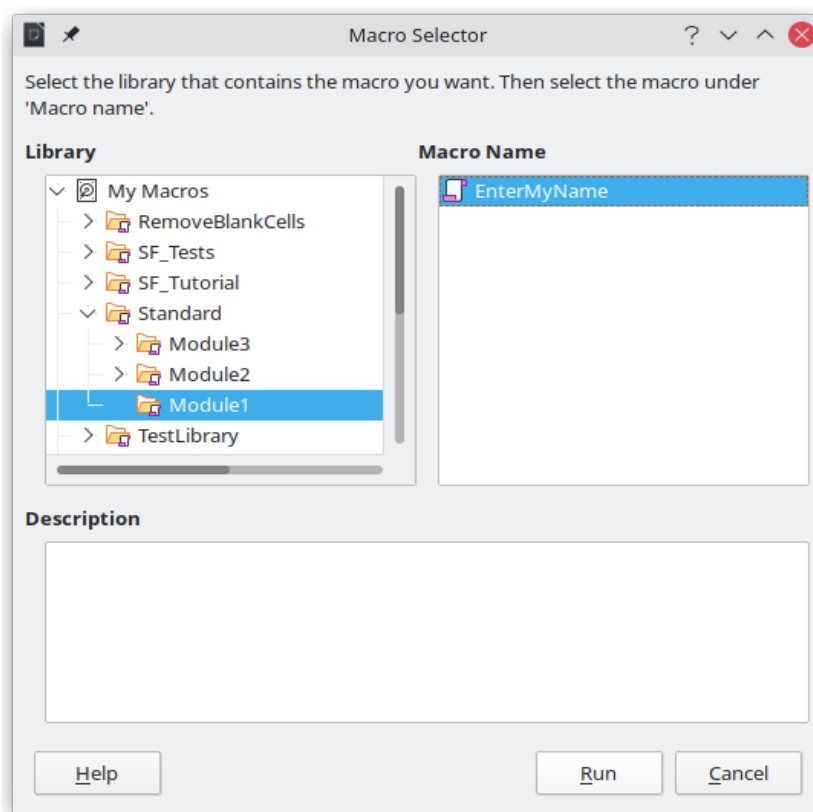 Macro Selector
Select the library that contains the macro you want. Then select the macro under
'Macro name'.
Library
Macro Name
My Macros
RemoveBlankCells
SF_Tests
SF_Tutorial
Standard
Module3
Module2
Module1
TestLibrary
EnterMyName
Description
Help
Run
Cancel